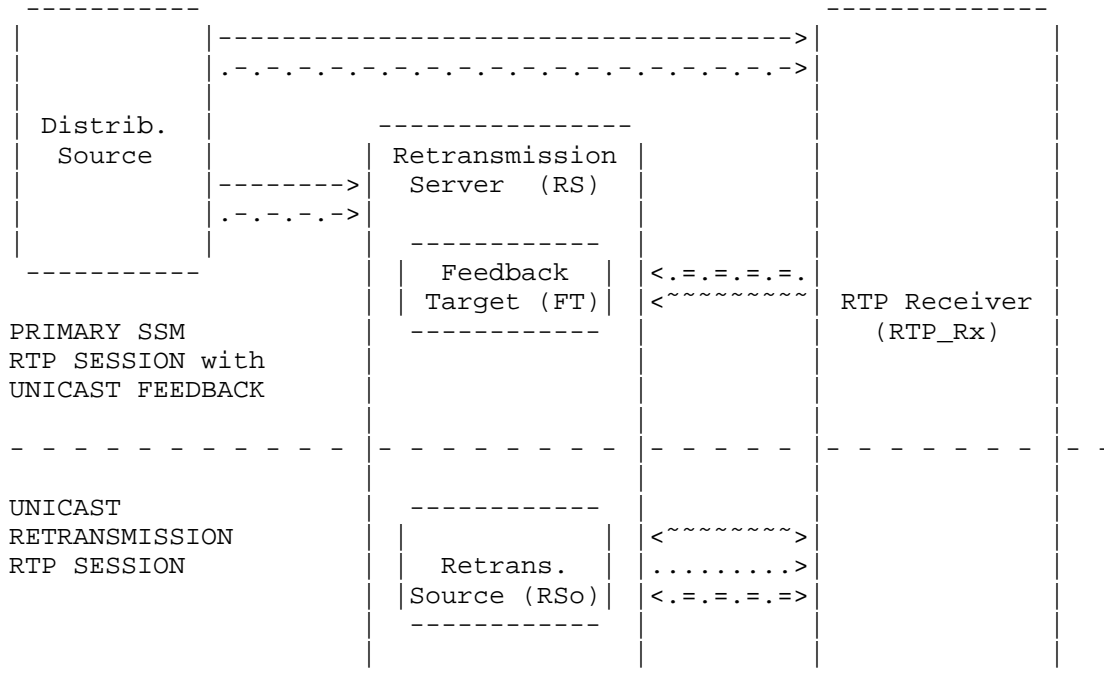 Distrib.
Source
Retransmission
Server (RS)
Feedback
Target (FT)
RTP Receiver
(RTP_Rx)
PRIMARY SSM
RTP SESSION with
UNICAST FEEDBACK
UNICAST
RETRANSMISSION
RTP SESSION
Retrans.
Source (RSo)